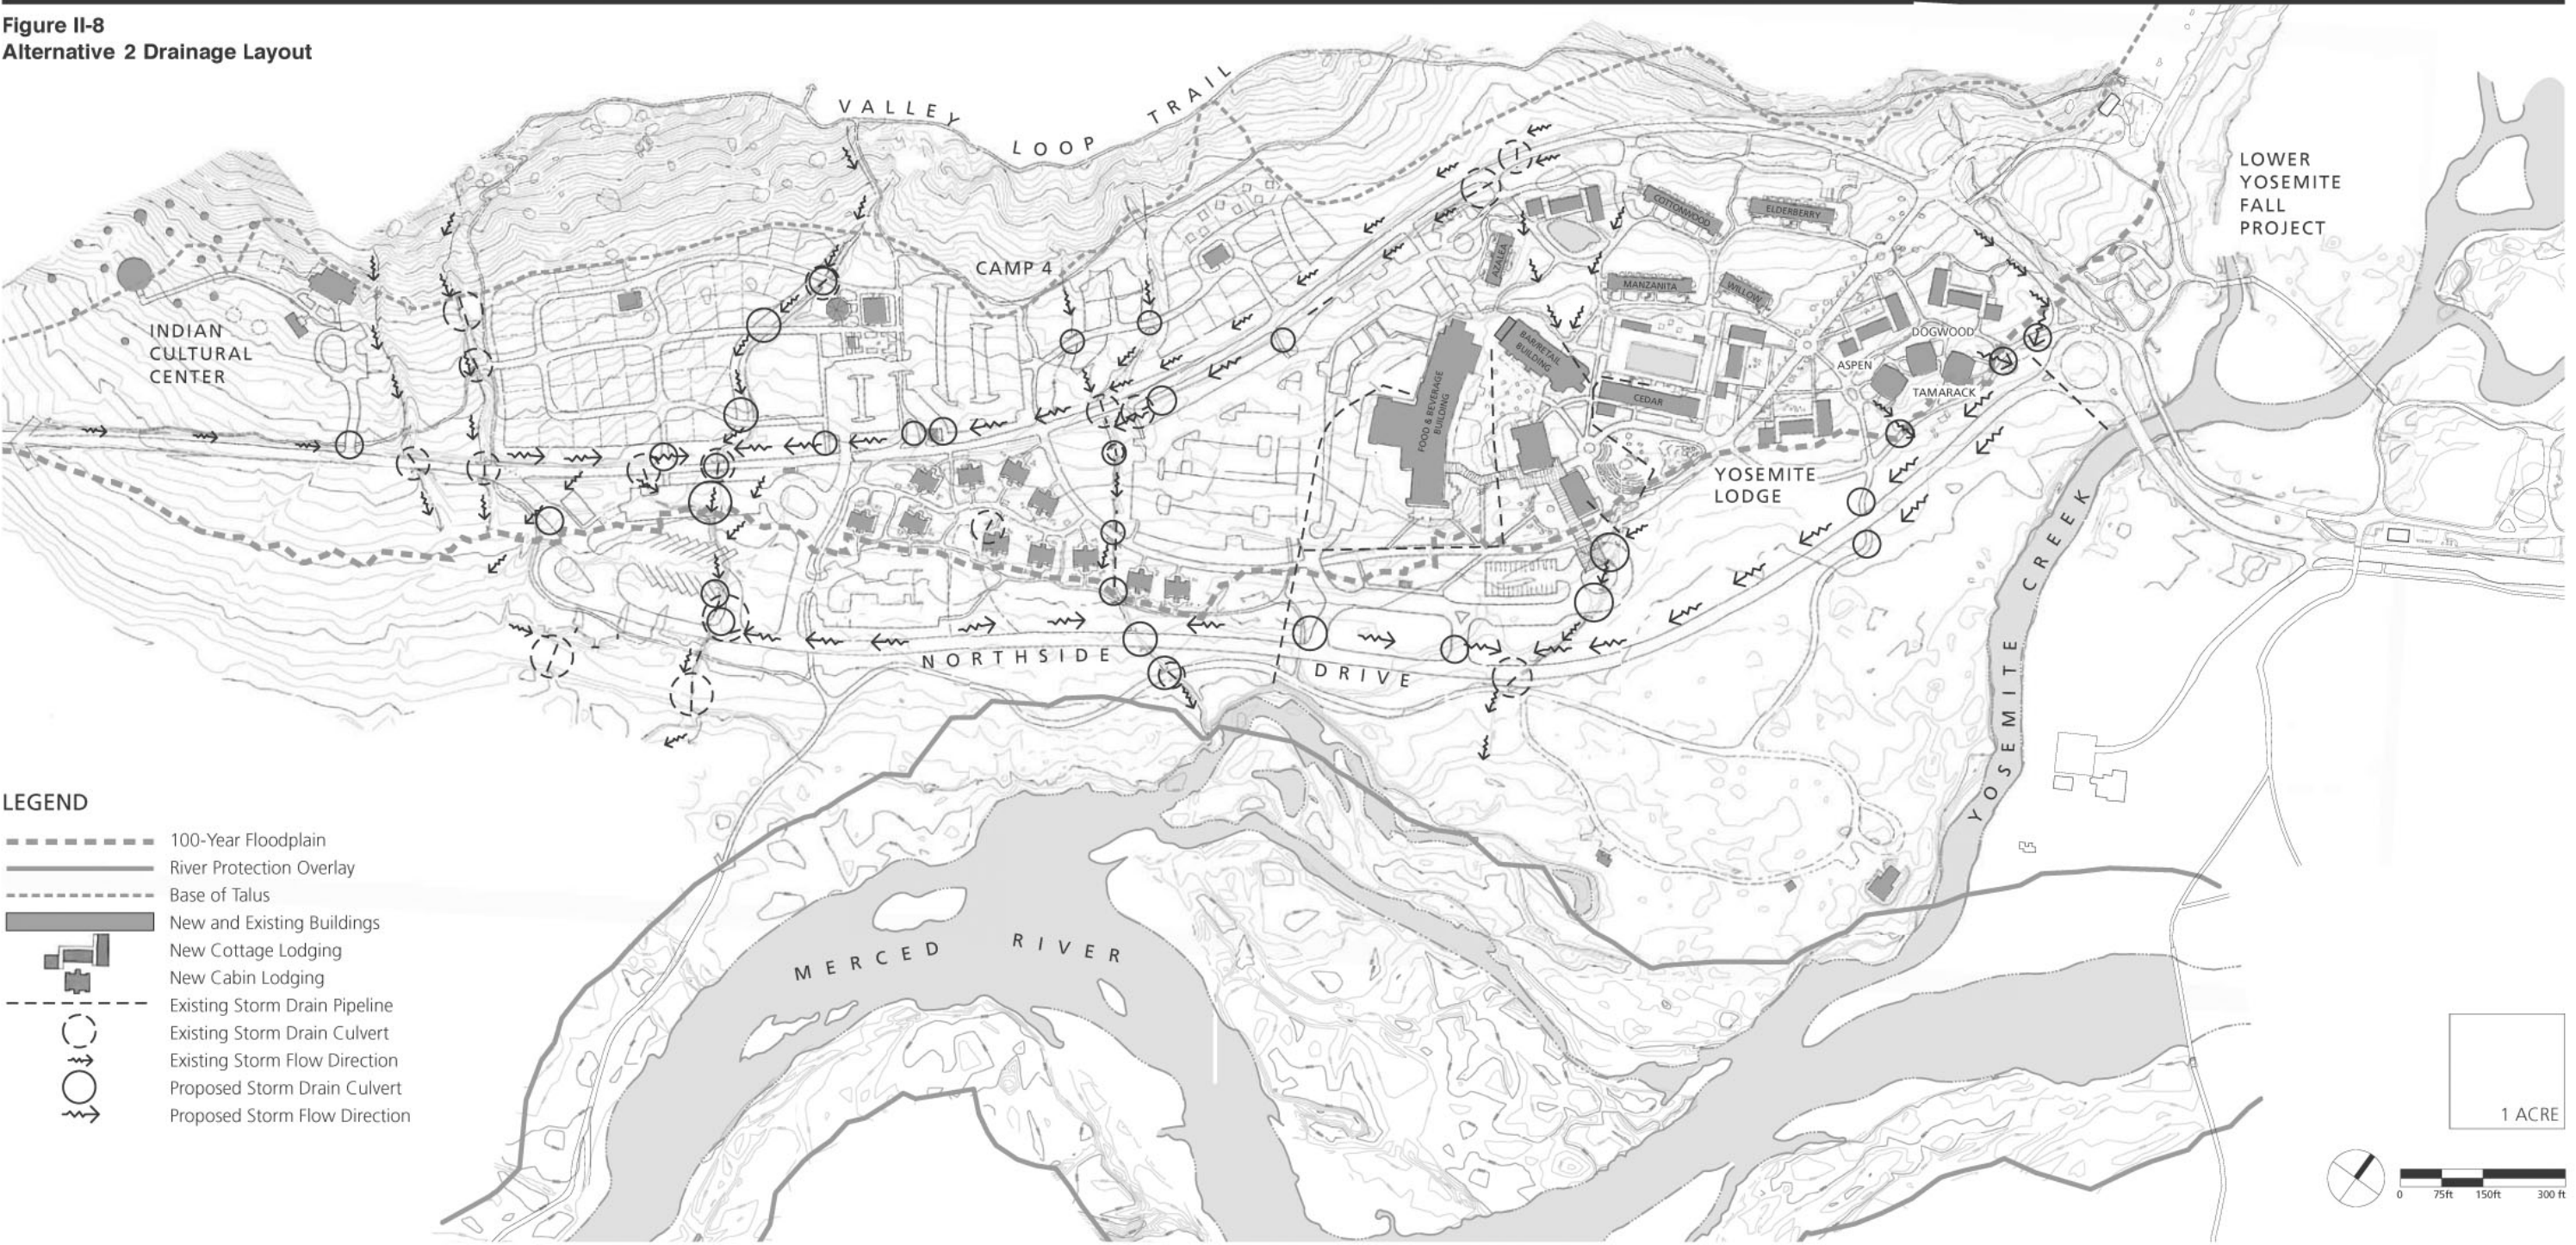 Figure II-8
Alternative 2 Drainage Layout
VALLEY LOOP TRAIL
LOWER
YOSEMITE
FALL
PROJECT
COTTONWOOD
ELDERBERRY
AZALEA
CAMP 4
MANZANITA
WILLOW
INDIAN
CULTURAL
CENTER
BAR/RETAIL
BUILDING
DOGWOOD
ASPEN
TAMARACK
FOOD & BEVERAGE
BUILDING
CEDAR
YOSEMITE
LODGE
YOSEMITE CREEK
NORTHSIDE DRIVE
MERCED RIVER
LEGEND
100-Year Floodplain
River Protection Overlay
Base of Talus
New and Existing Buildings
New Cottage Lodging
New Cabin Lodging
Existing Storm Drain Pipeline
Existing Storm Drain Culvert
Existing Storm Flow Direction
Proposed Storm Drain Culvert
Proposed Storm Flow Direction
1 ACRE
0 75ft 150ft 300 ft